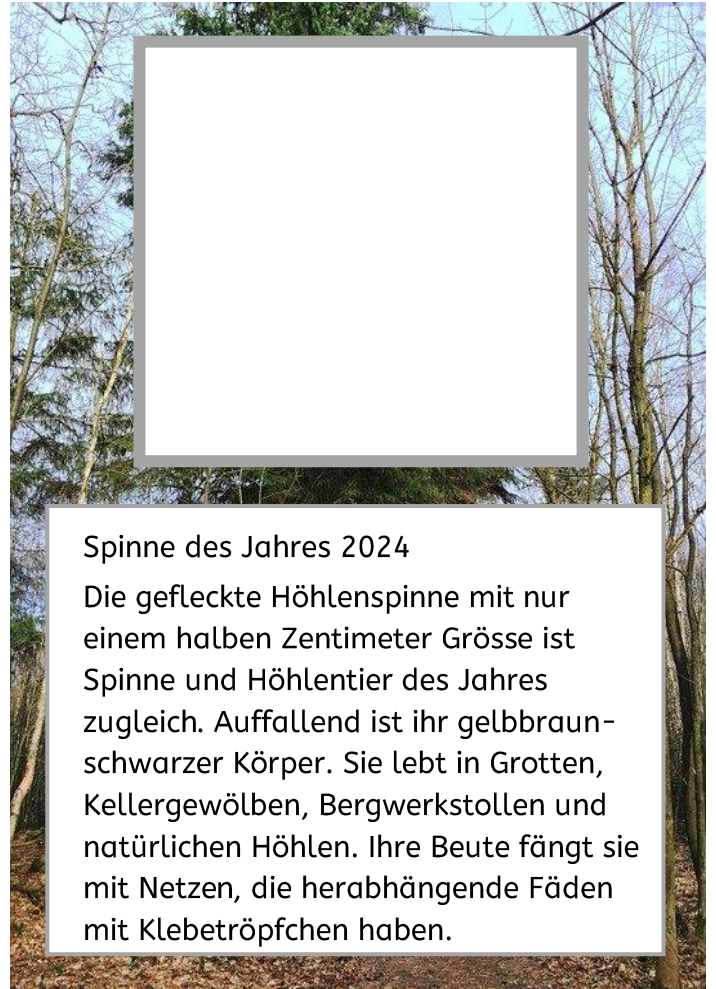 Spinne des Jahres 2024
Die gefleckte Höhlenspinne mit nur
einem halben Zentimeter Grösse ist
Spinne und Höhlentier des Jahres
zugleich. Auffallend ist ihr gelbbraun-
schwarzer Körper. Sie lebt in Grotten,
Kellergewölben, Bergwerkstollen und
natürlichen Höhlen. Ihre Beute fängt sie
mit Netzen, die herabhängende Fäden
mit Klebetröpfchen haben.